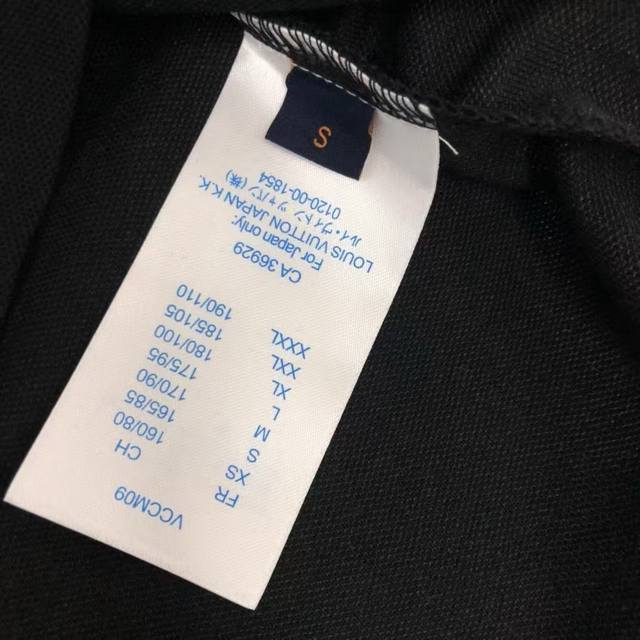 VCCM09
FR CH
XS 160/80
S 165/85
M 170/90
L 175/95
XL 180/100
XXL 185/105
XXXL 190/110
CA 36929
For Japan only:
LOUIS VUITTON JAPAN K.K.
ルイ・ヴィトン ジャパン (株)
0120-00-1854
S